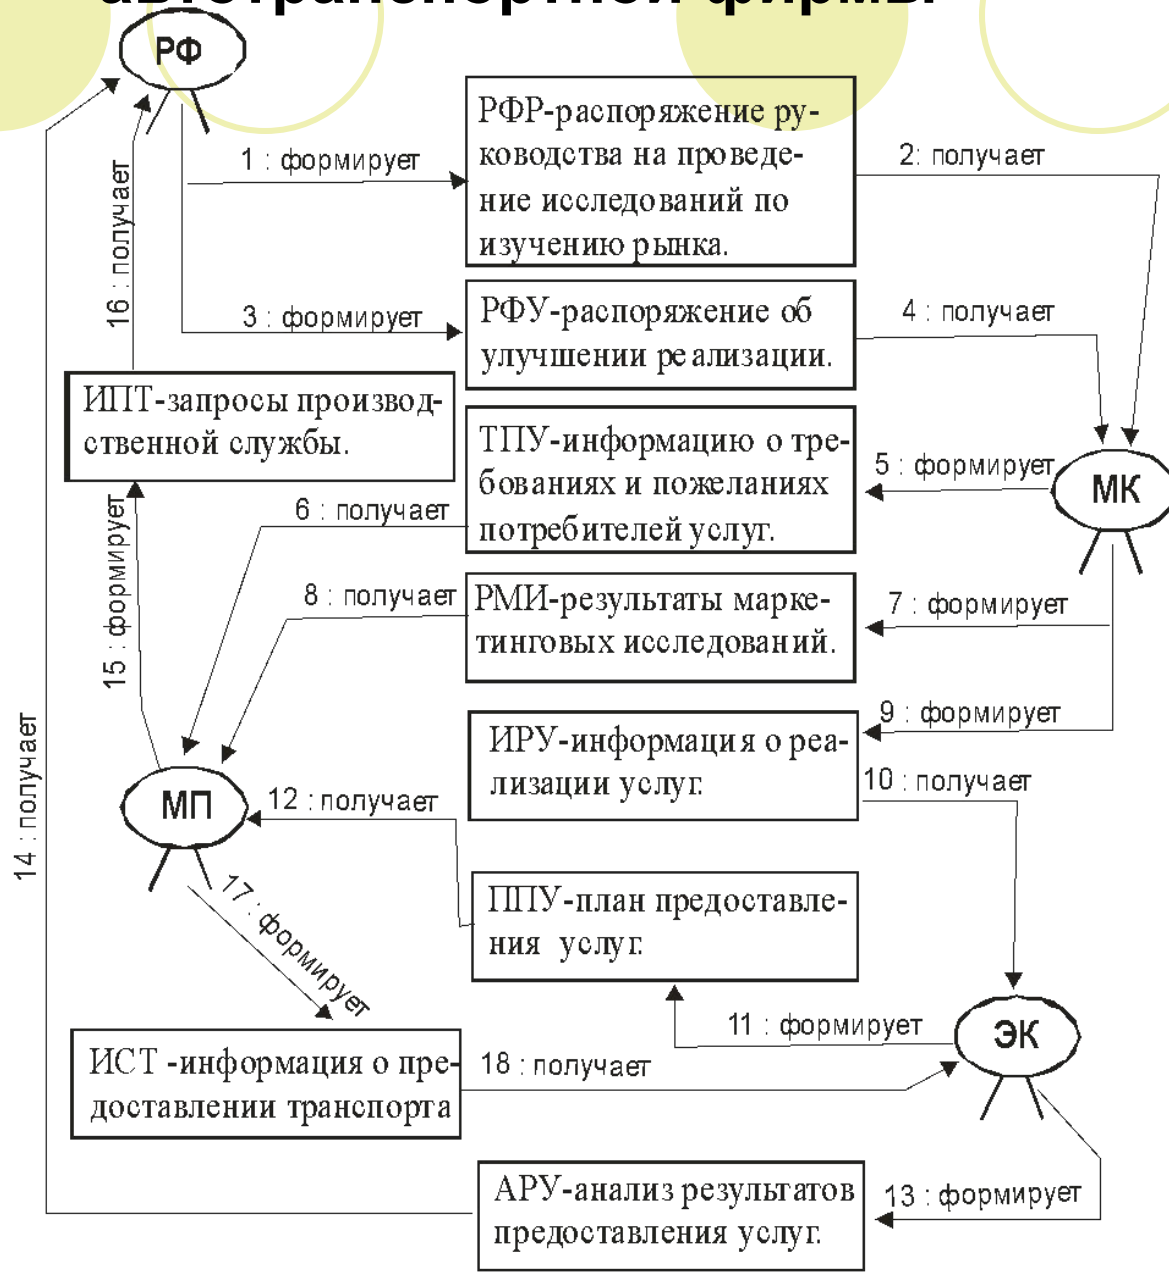 автотранспортной фирмы
РФ
РФР-распоряжение ру-
ководства на проведе-
ние исследований по
изучению рынка.
1 : формирует
2: получает
16 : получает
3 : формирует
РФУ-распоряжение об
улучшении реализации.
4 : получает
ИПТ-запросы производ-
ственной службы.
ТПУ-информацию о тре-
бованиях и пожеланиях
потребителей услуг.
5 : формирует
МК
6 : получает
15 : формирует
8 : получает
РМИ-результаты марке-
тинговых исследований.
7 : формирует
9 : формирует
ИРУ-информация о реа-
лизации услуг.
10 : получает
14 : получает
МП
12 : получает
17 : формирует
ППУ-план предоставле-
ния услуг.
11 : формирует
ЭК
ИСТ -информация о пре-
доставлении транспорта
18 : получает
АРУ-анализ результатов
предоставления услуг.
13 : формирует